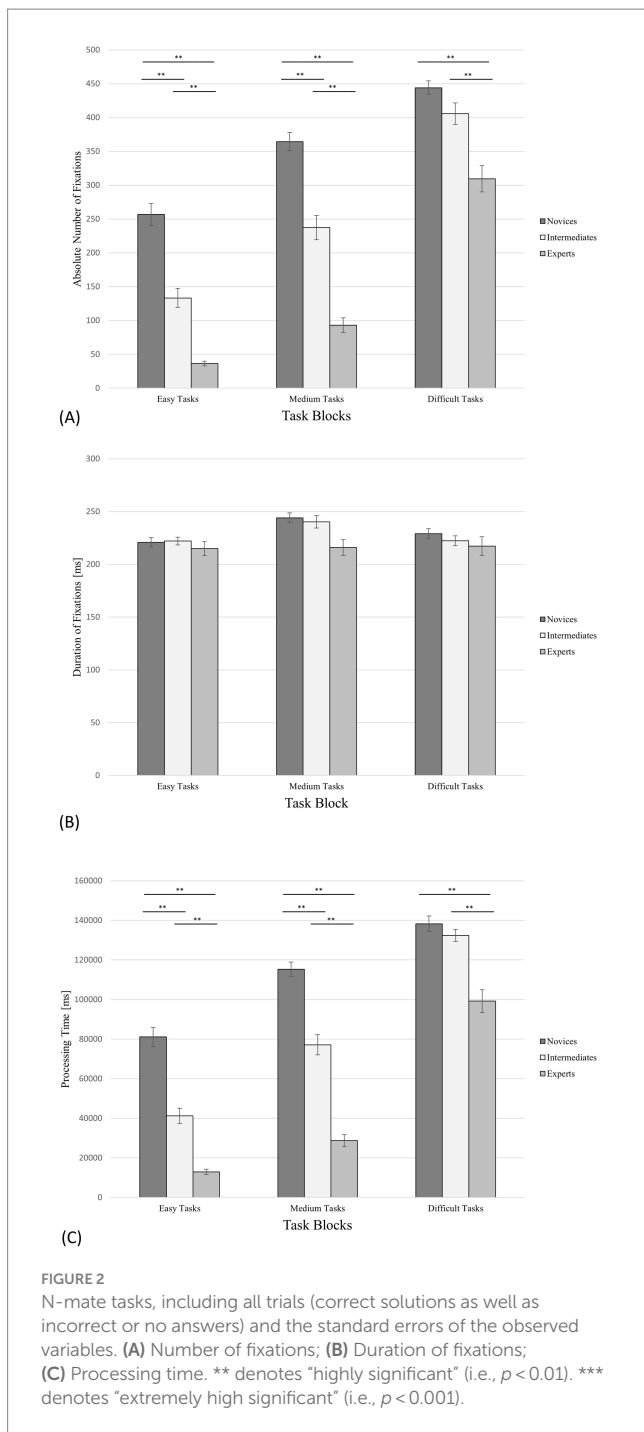 500
450
400
350
300
250
200
150
100
50
0
Absolute Number of Fixations
** ** **
** **
** ** **
Novices
Intermediates
Experts
Easy Tasks Medium Tasks Difficult Tasks
Task Blocks
(A)
300
250
200
150
100
50
0
Duration of Fixations [ms]
Novices
Intermediates
Experts
Easy Tasks Medium Tasks Difficult Tasks
Task Block
(B)
160000
140000
120000
100000
80000
60000
40000
20000
0
Processing Time [ms]
** ** **
** ** **
** **
Novices
Intermediates
Experts
Easy Tasks Medium Tasks Difficult Tasks
Task Blocks
(C)
FIGURE 2
N-mate tasks, including all trials (correct solutions as well as
incorrect or no answers) and the standard errors of the observed
variables. (A) Number of fixations; (B) Duration of fixations;
(C) Processing time. ** denotes “highly significant” (i.e., p < 0.01). ***
denotes “extremely high significant” (i.e., p < 0.001).